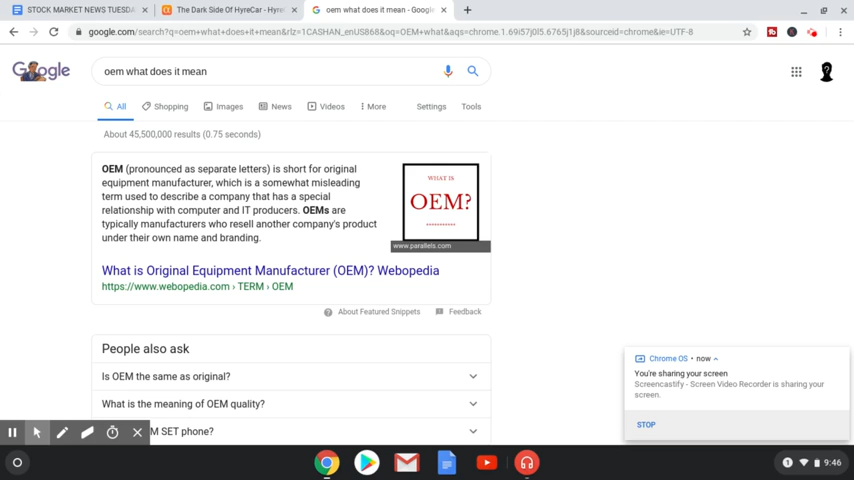 STOCK MARKET NEWS TUESDA
The Dark Side Of HyreCar - Hyre
oem what does it mean - Google
google.com/search?q=oem+what+does+it+mean&rlz=1CASHAN_enUS868&oq=OEM+what&aqs=chrome.1.69i57j0l5.6765j1j8&sourceid=chrome&ie=UTF-8
Google
oem what does it mean
All
Shopping
Images
News
Videos
More
Settings
Tools
About 45,500,000 results (0.75 seconds)
OEM (pronounced as separate letters) is short for original
equipment manufacturer, which is a somewhat misleading
term used to describe a company that has a special
relationship with computer and IT producers. OEMs are
typically manufacturers who resell another company's product
under their own name and branding.
WHAT IS
OEM?
www.parallels.com
What is Original Equipment Manufacturer (OEM)? Webopedia
https://www.webopedia.com › TERM › OEM
About Featured Snippets
Feedback
People also ask
Is OEM the same as original?
What is the meaning of OEM quality?
M SET phone?
Chrome OS • now
You're sharing your screen
Screencastify - Screen Video Recorder is sharing your
screen.
STOP
1
9:46